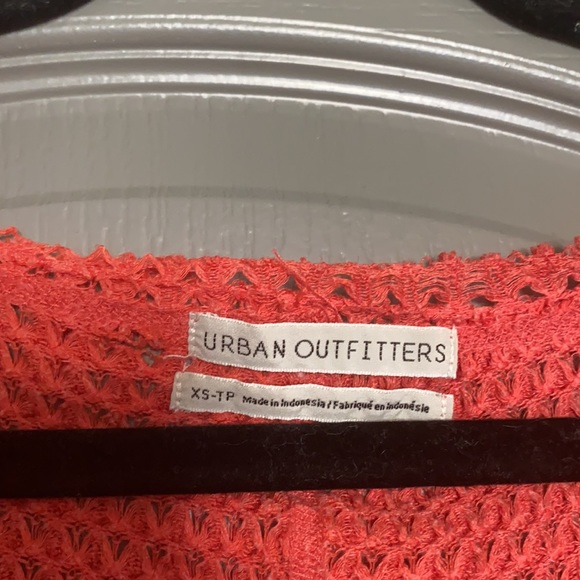 URBAN OUTFITTERS
XS-TP Made in Indonesia / Fabriqué en Indonésie